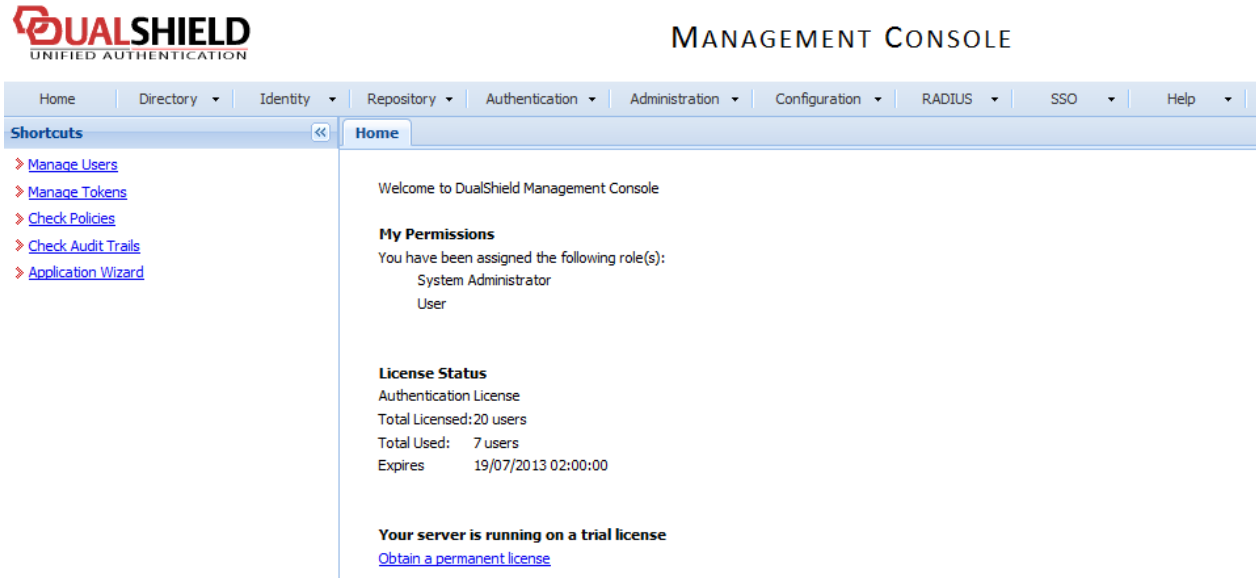 DUALSHIELD
UNIFIED AUTHENTICATION
MANAGEMENT CONSOLE
Home Directory Identity Repository Authentication Administration Configuration RADIUS SSO Help
Shortcuts
Manage Users
Manage Tokens
Check Policies
Check Audit Trails
Application Wizard
Home
Welcome to DualShield Management Console
My Permissions
You have been assigned the following role(s):
System Administrator
User
License Status
Authentication License
Total Licensed: 20 users
Total Used: 7 users
Expires 19/07/2013 02:00:00
Your server is running on a trial license
Obtain a permanent license